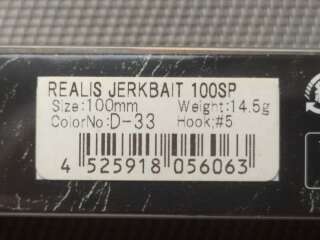 REALIS JERKBAIT 100SP
Size:100mm Weight:14.5g
ColorNo:D-33 Hook;#5
4 525918 056063